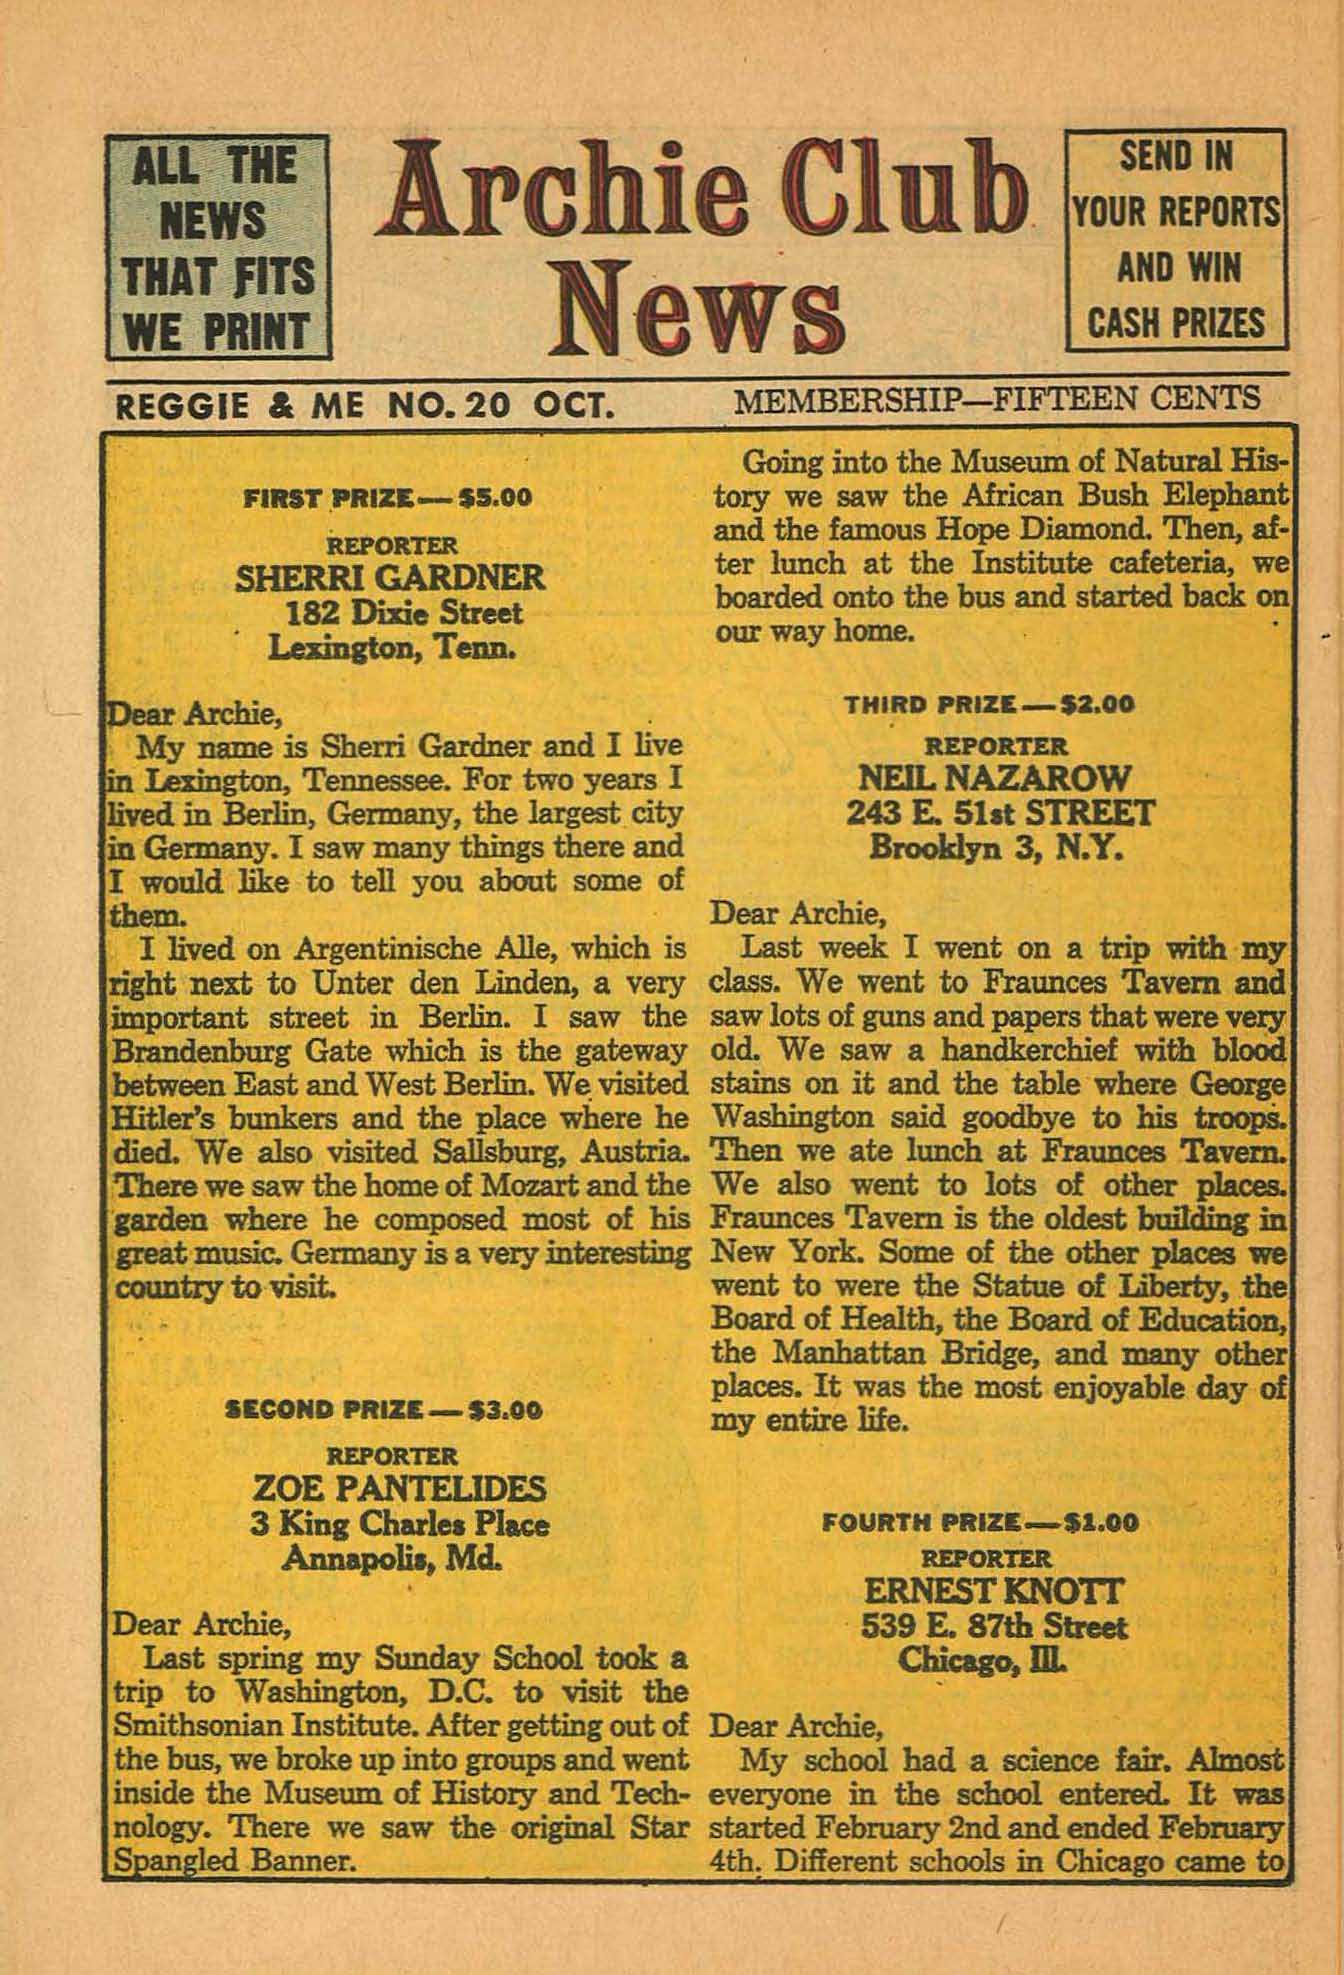 ALL THE
NEWS
THAT FITS
WE PRINT
Archie Club
News
SEND IN
YOUR REPORTS
AND WIN
CASH PRIZES
REGGIE & ME NO. 20 OCT.
MEMBERSHIP—FIFTEEN CENTS
FIRST PRIZE — $5.00
REPORTER
SHERRI GARDNER
182 Dixie Street
Lexington, Tenn.
Dear Archie,
My name is Sherri Gardner and I live
in Lexington, Tennessee. For two years I
lived in Berlin, Germany, the largest city
in Germany. I saw many things there and
I would like to tell you about some of
them.
I lived on Argentinische Alle, which is
right next to Unter den Linden, a very
important street in Berlin. I saw the
Brandenburg Gate which is the gateway
between East and West Berlin. We visited
Hitler's bunkers and the place where he
died. We also visited Sallsburg, Austria.
There we saw the home of Mozart and the
garden where he composed most of his
great music. Germany is a very interesting
country to visit.
SECOND PRIZE — $3.00
REPORTER
ZOE PANTELIDES
3 King Charles Place
Annapolis, Md.
Dear Archie,
Last spring my Sunday School took a
trip to Washington, D.C. to visit the
Smithsonian Institute. After getting out of
the bus, we broke up into groups and went
inside the Museum of History and Tech-
nology. There we saw the original Star
Spangled Banner.
Going into the Museum of Natural His-
tory we saw the African Bush Elephant
and the famous Hope Diamond. Then, af-
ter lunch at the Institute cafeteria, we
boarded onto the bus and started back on
our way home.
THIRD PRIZE — $2.00
REPORTER
NEIL NAZAROW
243 E. 51st STREET
Brooklyn 3, N.Y.
Dear Archie,
Last week I went on a trip with my
class. We went to Fraunces Tavern and
saw lots of guns and papers that were very
old. We saw a handkerchief with blood
stains on it and the table where George
Washington said goodbye to his troops.
Then we ate lunch at Fraunces Tavern.
We also went to lots of other places.
Fraunces Tavern is the oldest building in
New York. Some of the other places we
went to were the Statue of Liberty, the
Board of Health, the Board of Education,
the Manhattan Bridge, and many other
places. It was the most enjoyable day of
my entire life.
FOURTH PRIZE — $1.00
REPORTER
ERNEST KNOTT
539 E. 87th Street
Chicago, Ill.
Dear Archie,
My school had a science fair. Almost
everyone in the school entered. It was
started February 2nd and ended February
4th. Different schools in Chicago came to